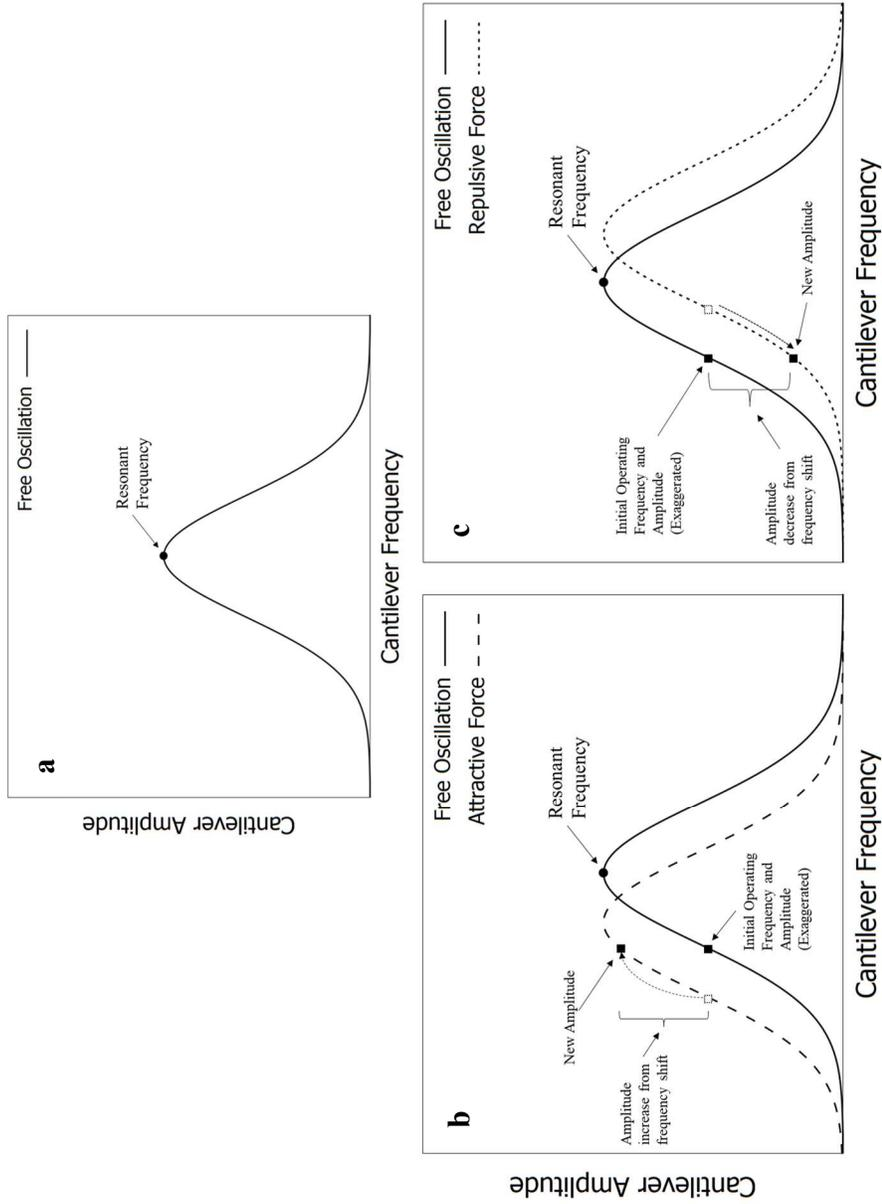 a
Free Oscillation
Resonant
Frequency
Cantilever Amplitude
Cantilever Frequency
b
Free Oscillation
Attractive Force
Resonant
Frequency
New Amplitude
Amplitude
increase from
frequency shift
Initial Operating
Frequency and
Amplitude
(Exaggerated)
Cantilever Amplitude
Cantilever Frequency
c
Free Oscillation
Repulsive Force
Resonant
Frequency
Initial Operating
Frequency and
Amplitude
(Exaggerated)
Amplitude
decrease from
frequency shift
New Amplitude
Cantilever Frequency